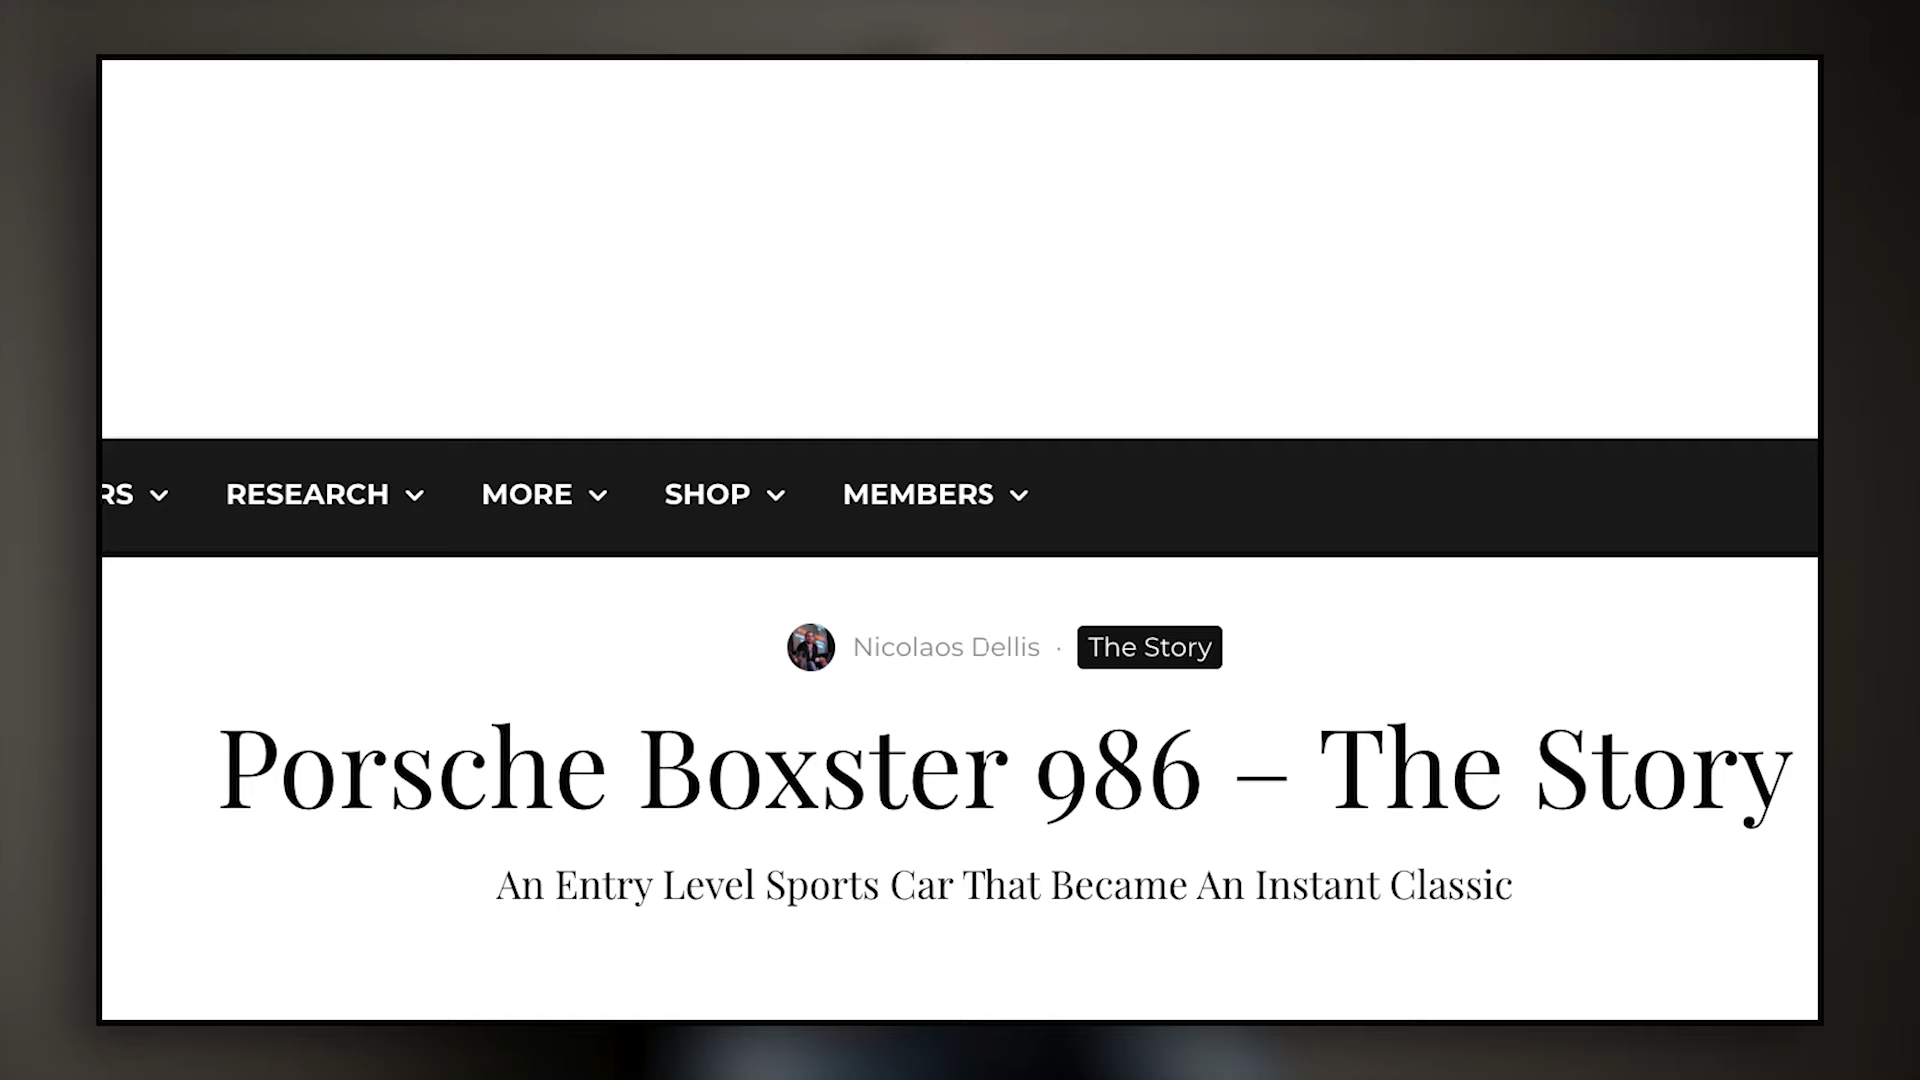 RS RESEARCH MORE SHOP MEMBERS
Nicolaos Dellis · The Story
Porsche Boxster 986 – The Story
An Entry Level Sports Car That Became An Instant Classic